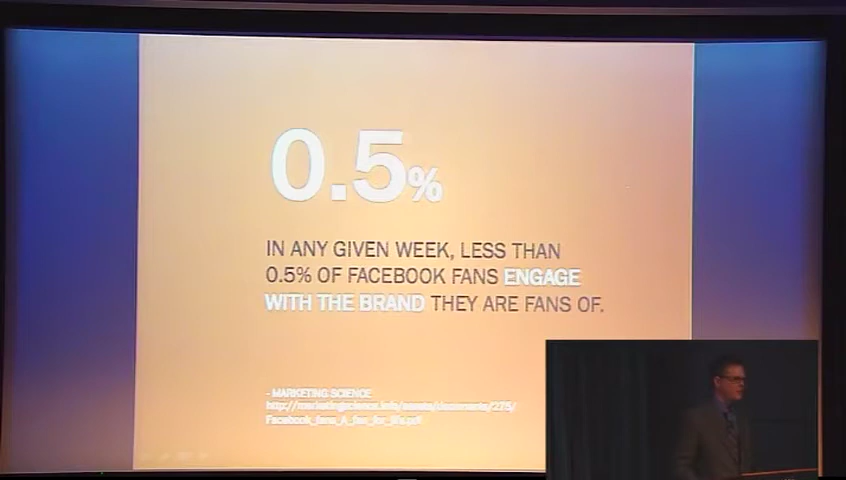 0.5%
IN ANY GIVEN WEEK, LESS THAN
0.5% OF FACEBOOK FANS ENGAGE
WITH THE BRAND THEY ARE FANS OF.
- MARKETING SCIENCE